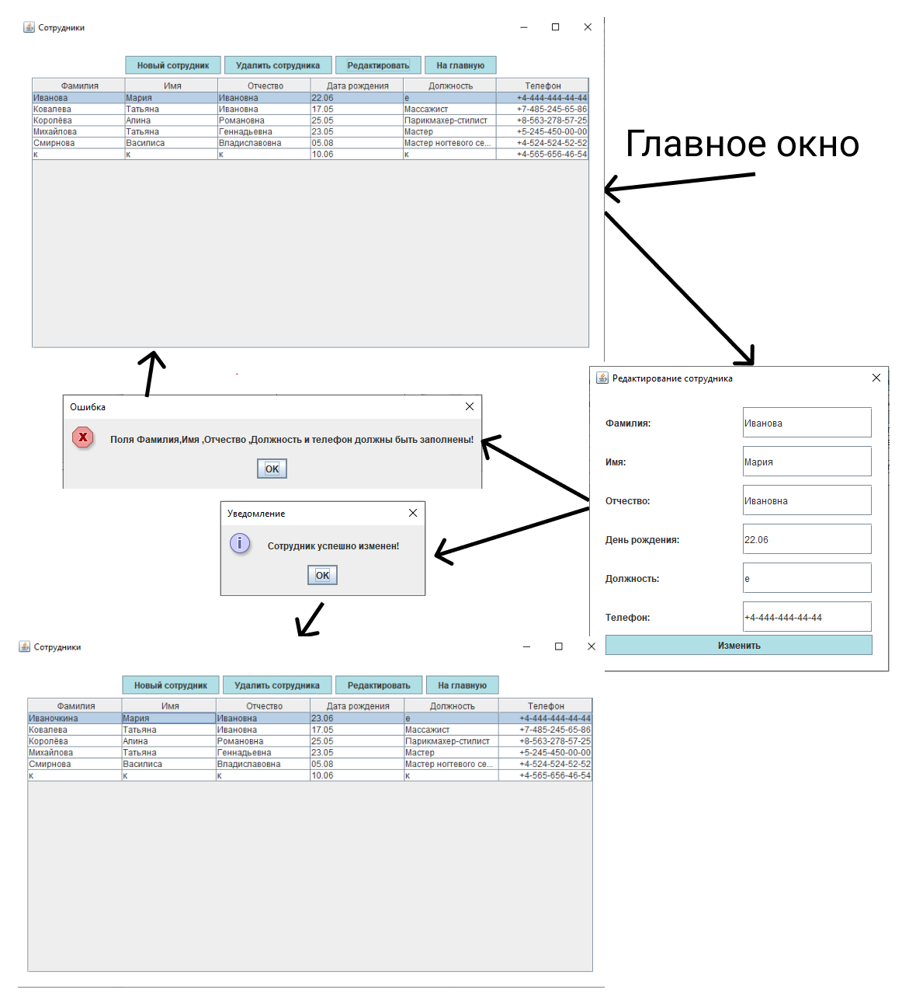 Сотрудники
Новый сотрудник Удалить сотрудника Редактировать На главную
Фамилия Имя Отчество Дата рождения Должность Телефон
Иванова Мария Ивановна 22.06 е +4-444-444-44-44
Ковалева Татьяна Ивановна 17.05 Массажист +7-485-245-65-86
Королёва Алина Романовна 25.05 Парикмахер-стилист +8-563-278-57-25
Михайлова Татьяна Геннадьевна 23.05 Мастер +5-245-450-00-00
Смирнова Василиса Владиславовна 05.08 Мастер ногтевого се... +4-524-524-52-52
к к к 10.06 к +4-565-656-46-54
Главное окно
Редактирование сотрудника
Фамилия: Иванова
Имя: Мария
Отчество: Ивановна
День рождения: 22.06
Должность: е
Телефон: +4-444-444-44-44
Изменить
Ошибка
Поля Фамилия,Имя ,Отчество ,Должность и телефон должны быть заполнены!
OK
Уведомление
Сотрудник успешно изменен!
OK
Сотрудники
Новый сотрудник Удалить сотрудника Редактировать На главную
Фамилия Имя Отчество Дата рождения Должность Телефон
Иваночкина Мария Ивановна 23.06 е +4-444-444-44-44
Ковалева Татьяна Ивановна 17.05 Массажист +7-485-245-65-86
Королёва Алина Романовна 25.05 Парикмахер-стилист +8-563-278-57-25
Михайлова Татьяна Геннадьевна 23.05 Мастер +5-245-450-00-00
Смирнова Василиса Владиславовна 05.08 Мастер ногтевого се... +4-524-524-52-52
к к к 10.06 к +4-565-656-46-54